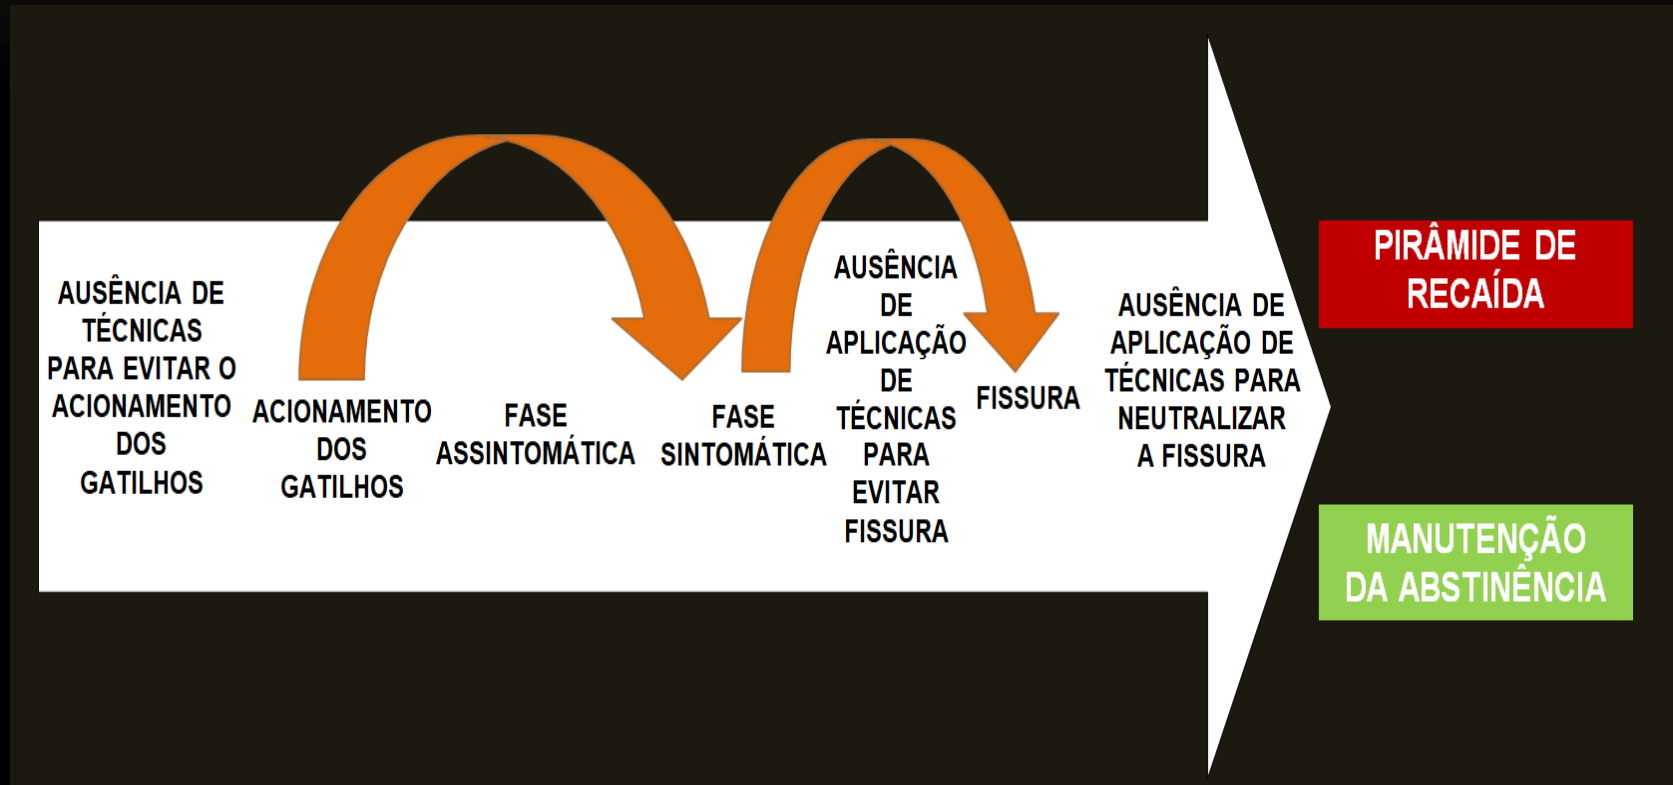 AUSÊNCIA DE
TÉCNICAS
PARA EVITAR O
ACIONAMENTO
DOS
GATILHOS
ACIONAMENTO
DOS
GATILHOS
FASE
ASSINTOMÁTICA
FASE
SINTOMÁTICA
AUSÊNCIA
DE
APLICAÇÃO
DE
TÉCNICAS
PARA
EVITAR
FISSURA
FISSURA
AUSÊNCIA DE
APLICAÇÃO DE
TÉCNICAS PARA
NEUTRALIZAR
A FISSURA
PIRÂMIDE DE
RECAÍDA
MANUTENÇÃO
DA ABSTINÊNCIA